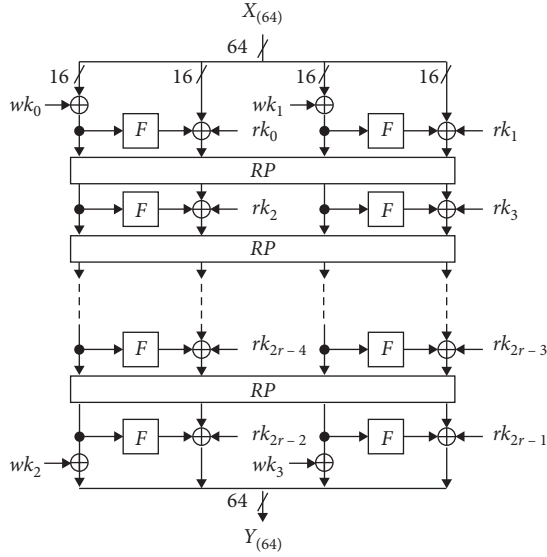 X(64)
64
16 16 16 16
wk0 wk1
F rk0 F rk1
RP
F rk2 F rk3
RP
F rk2r – 4 F rk2r – 3
RP
F rk2r – 2 F rk2r – 1
wk2 wk3
64
Y(64)